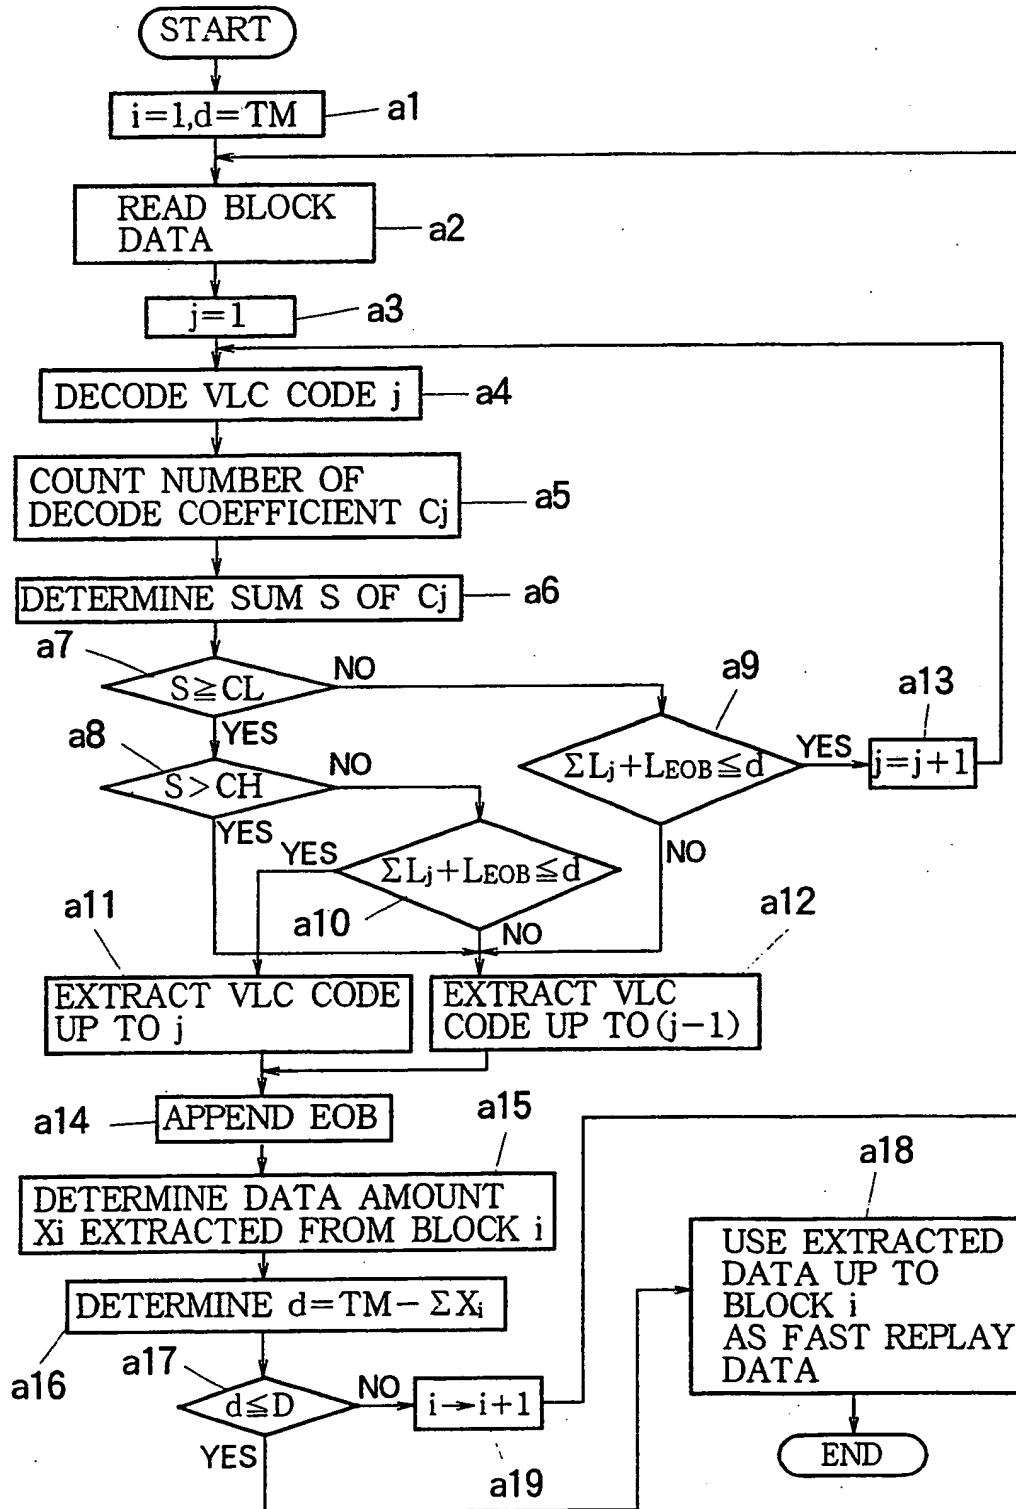 START
i=1,d=TM
a1
READ BLOCK
DATA
a2
j=1
a3
DECODE VLC CODE j
a4
COUNT NUMBER OF
DECODE COEFFICIENT Cj
a5
DETERMINE SUM S OF Cj
a6
a7
S≧CL
NO
YES
a9
ΣLj+LEOB≦d
YES
NO
a13
j=j+1
a8
S>CH
NO
YES
YES
ΣLj+LEOB≦d
a10
NO
a11
EXTRACT VLC CODE
UP TO j
a12
EXTRACT VLC
CODE UP TO (j-1)
a14
APPEND EOB
a15
DETERMINE DATA AMOUNT
Xi EXTRACTED FROM BLOCK i
DETERMINE d=TM-ΣXi
a16
a17
d≦D
NO
YES
i→i+1
a19
a18
USE EXTRACTED
DATA UP TO
BLOCK i
AS FAST REPLAY
DATA
END